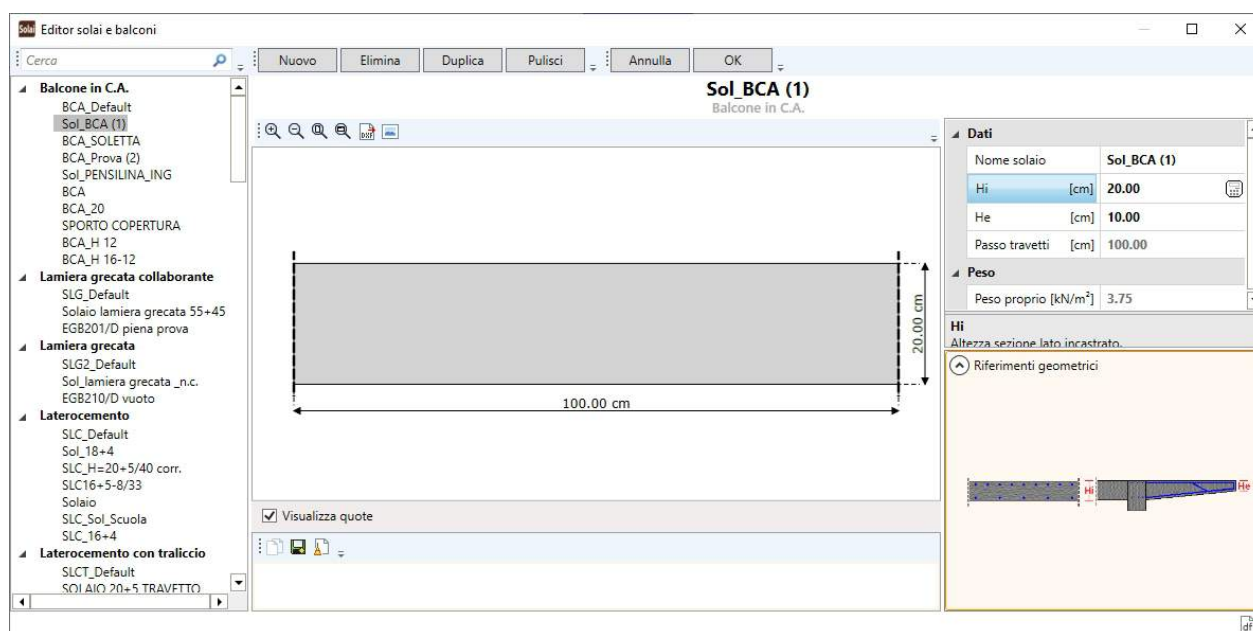 Solai
Editor solai e balconi
Cerca
Nuovo Elimina Duplica Pulisci Annulla OK
Balcone in C.A.
BCA_Default
Sol_BCA (1)
BCA_SOLETTA
BCA_Prova (2)
Sol_PENSILINA_ING
BCA
BCA_20
SPORTO COPERTURA
BCA_H 12
BCA_H 16-12
Lamiera grecata collaborante
SLG_Default
Solaio lamiera grecata 55+45
EGB201/D piena prova
Lamiera grecata
SLG2_Default
Sol_lamiera grecata _n.c.
EGB210/D vuoto
Laterocemento
SLC_Default
Sol_18+4
SLC_H=20+5/40 corr.
SLC16+5-8/33
Solaio
SLC_Sol_Scuola
SLC_16+4
Laterocemento con traliccio
SLCT_Default
SOLAIO 20+5 TRAVETTO
Sol_BCA (1)
Balcone in C.A.
DXF
20.00 cm
100.00 cm
Visualizza quote
Dati
Nome solaio Sol_BCA (1)
Hi [cm] 20.00
He [cm] 10.00
Passo travetti [cm] 100.00
Peso
Peso proprio [kN/m²] 3.75
Hi
Altezza sezione lato incastrato.
Riferimenti geometrici
Hi
He
df